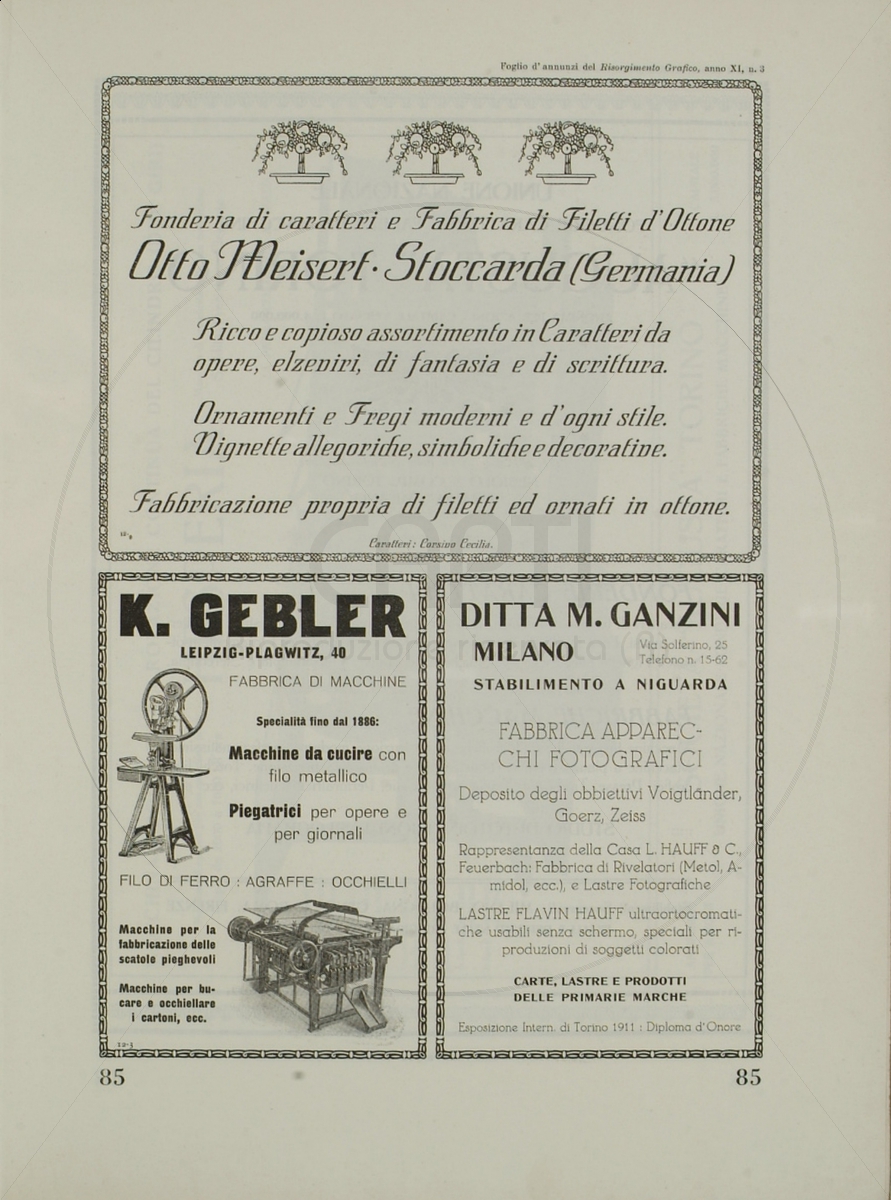 Foglio d'annunzi del Risorgimento Grafico, anno XI, n. 3
Fonderia di caratteri e Fabbrica di Filetti d'Ottone
Otto Weisert · Stoccarda (Germania)
Ricco e copioso assortimento in Caratteri da
opere, elzeviri, di fantasia e di scrittura.
Ornamenti e Fregi moderni e d'ogni stile.
Vignette allegoriche, simboliche e decorative.
Fabbricazione propria di filetti ed ornati in ottone.
Caratteri: Corsivo Cecilia.
K. GEBLER
LEIPZIG-PLAGWITZ, 40
FABBRICA DI MACCHINE
Specialità fino dal 1886:
Macchine da cucire con
filo metallico
Piegatrici per opere e
per giornali
FILO DI FERRO : AGRAFFE : OCCHIELLI
Macchine per la
fabbricazione delle
scatole pieghevoli
Macchine per bu-
care e occhiellare
i cartoni, ecc.
12-3
85
DITTA M. GANZINI
MILANO
Via Solferino, 25
Telefono n. 15-62
STABILIMENTO A NIGUARDA
FABBRICA APPAREC-
CHI FOTOGRAFICI
Deposito degli obbiettivi Voigtländer,
Goerz, Zeiss
Rappresentanza della Casa L. HAUFF & C.,
Feuerbach: Fabbrica di Rivelatori (Metol, A-
midol, ecc.), e Lastre Fotografiche
LASTRE FLAVIN HAUFF ultraortocromati-
che usabili senza schermo, speciali per ri-
produzioni di soggetti colorati
CARTE, LASTRE E PRODOTTI
DELLE PRIMARIE MARCHE
Esposizione Intern. di Torino 1911 : Diploma d'Onore
85